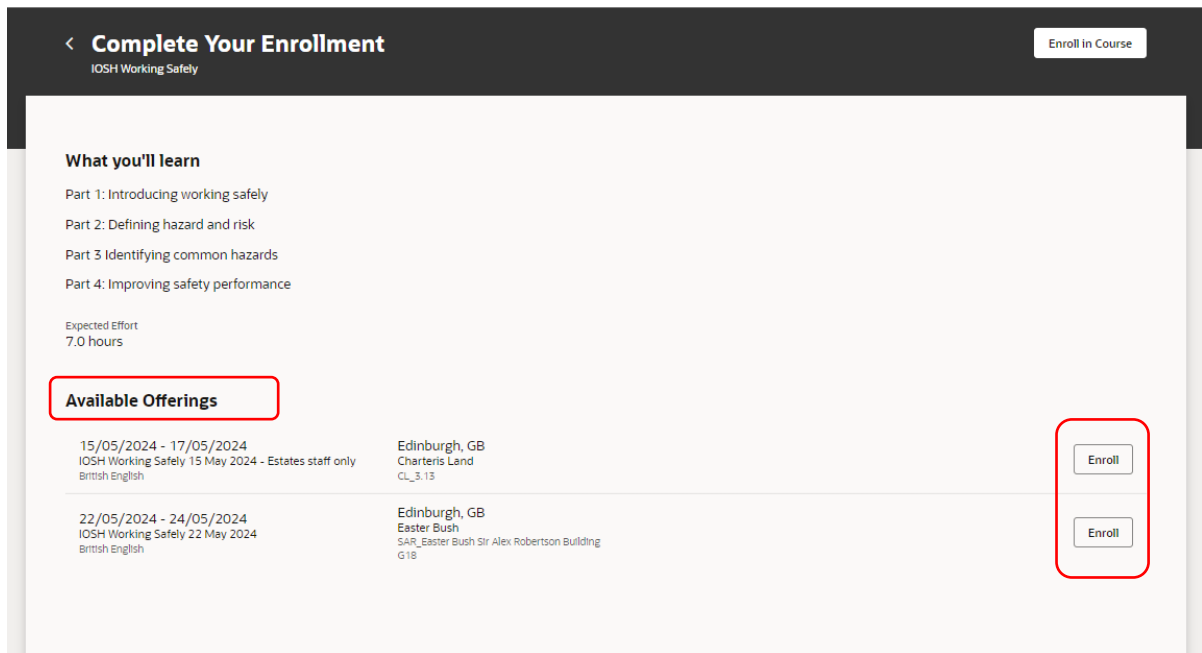 Complete Your Enrollment
IOSH Working Safely
Enroll in Course
What you'll learn
Part 1: Introducing working safely
Part 2: Defining hazard and risk
Part 3 Identifying common hazards
Part 4: Improving safety performance
Expected Effort
7.0 hours
Available Offerings
15/05/2024 - 17/05/2024
IOSH Working Safely 15 May 2024 - Estates staff only
British English
Edinburgh, GB
Charteris Land
CL_3.13
Enroll
22/05/2024 - 24/05/2024
IOSH Working Safely 22 May 2024
British English
Edinburgh, GB
Easter Bush
SAR_Easter Bush Sir Alex Robertson Building
G18
Enroll